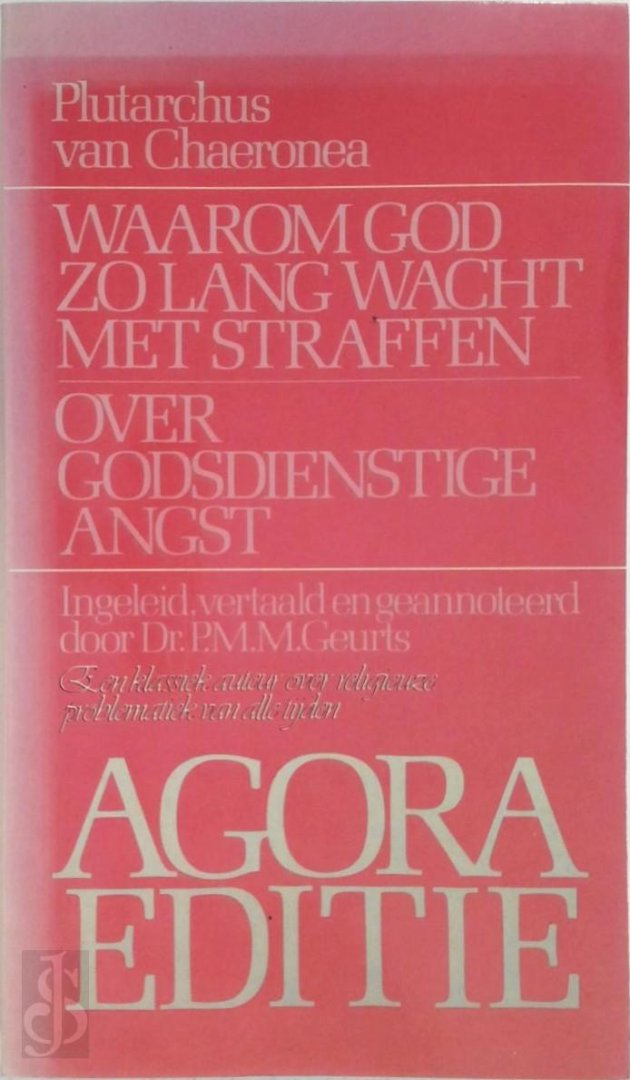 Plutarchus
van Chaeronea
WAAROM GOD
ZO LANG WACHT
MET STRAFFEN
OVER
GODSDIENSTIGE
ANGST
Ingeleid, vertaald en geannoteerd
door Dr. P.M.M. Geurts
Een klassiek auteur over religieuze
problematiek van alle tijden
AGORA
EDITIE